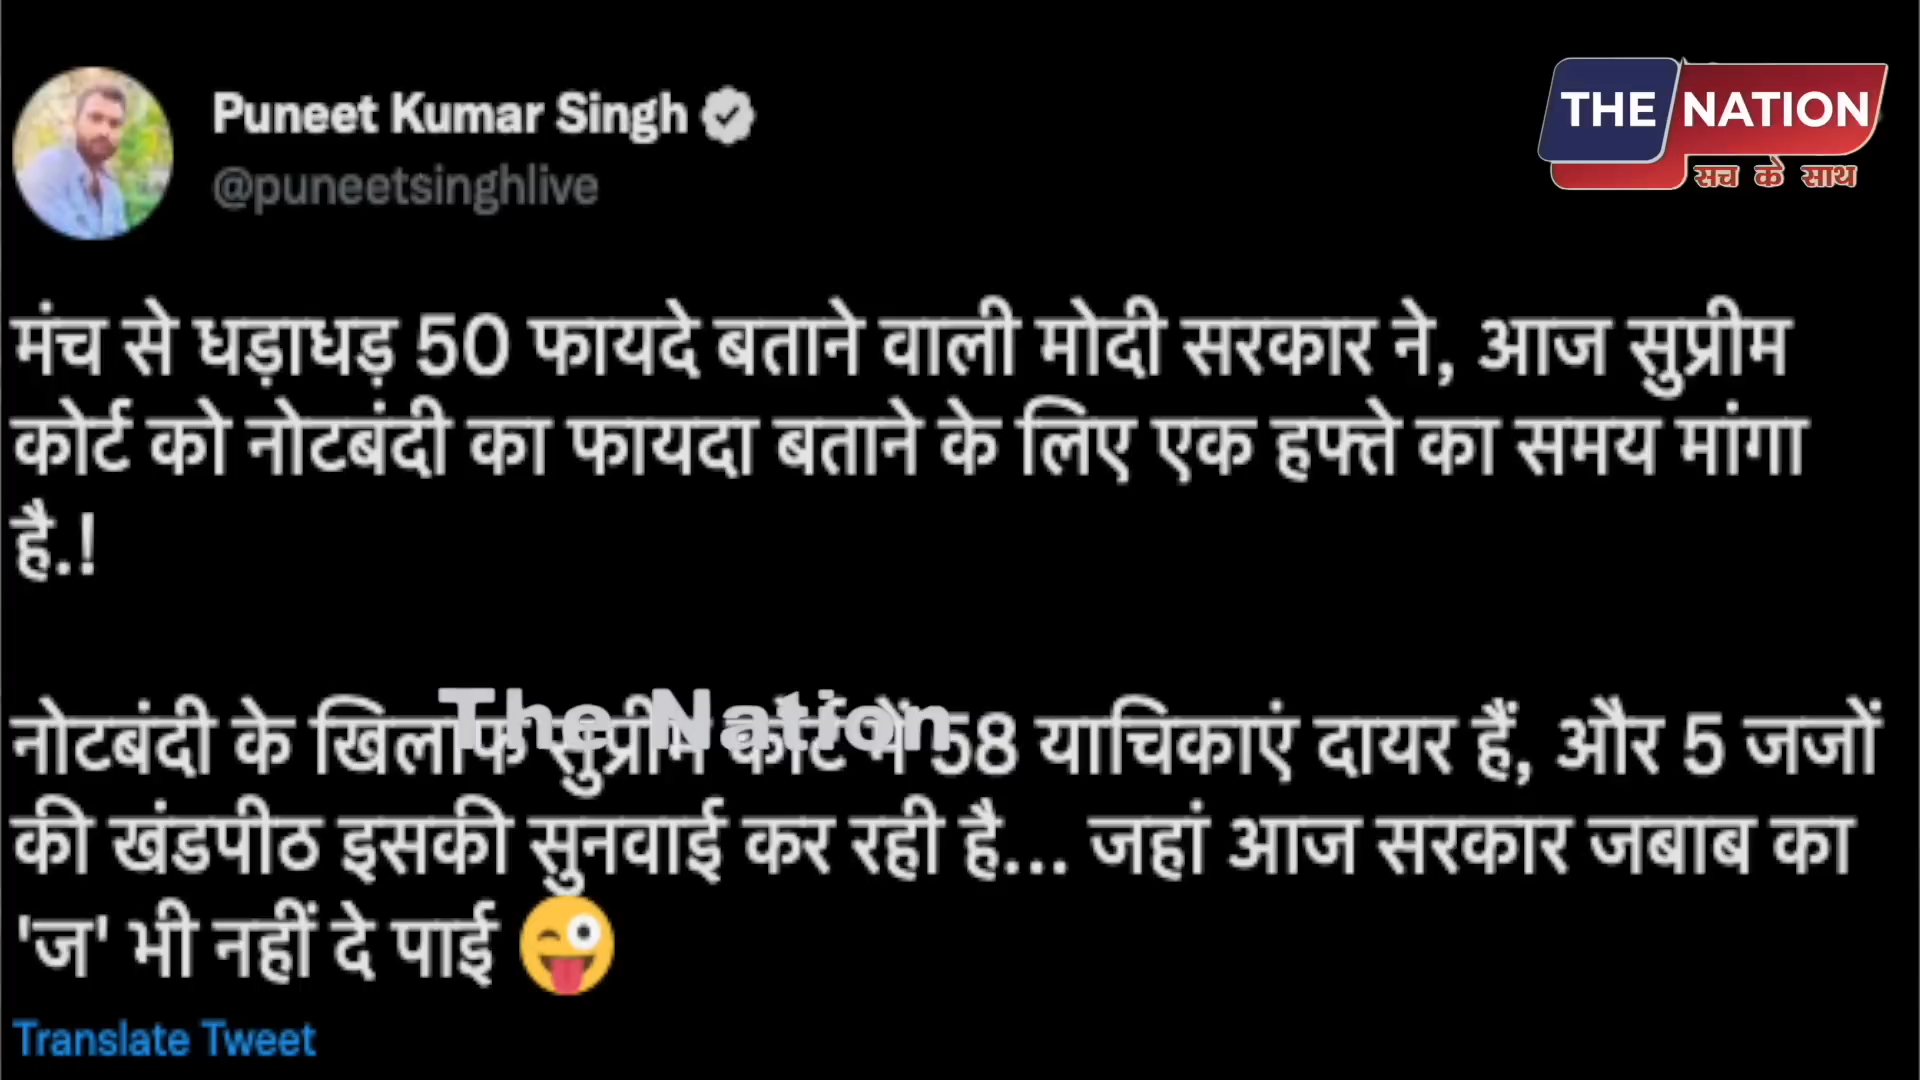 Puneet Kumar Singh
@puneetsinghlive
THE NATION
सच के साथ
मंच से धड़ाधड़ 50 फायदे बताने वाली मोदी सरकार ने, आज सुप्रीम
कोर्ट को नोटबंदी का फायदा बताने के लिए एक हफ्ते का समय मांगा
है.!
नोटबंदी के खिलाफ सुप्रीम कोर्ट में 58 याचिकाएं दायर हैं, और 5 जजों
The Nation
की खंडपीठ इसकी सुनवाई कर रही है... जहां आज सरकार जबाब का
'ज' भी नहीं दे पाई 😜
Translate Tweet